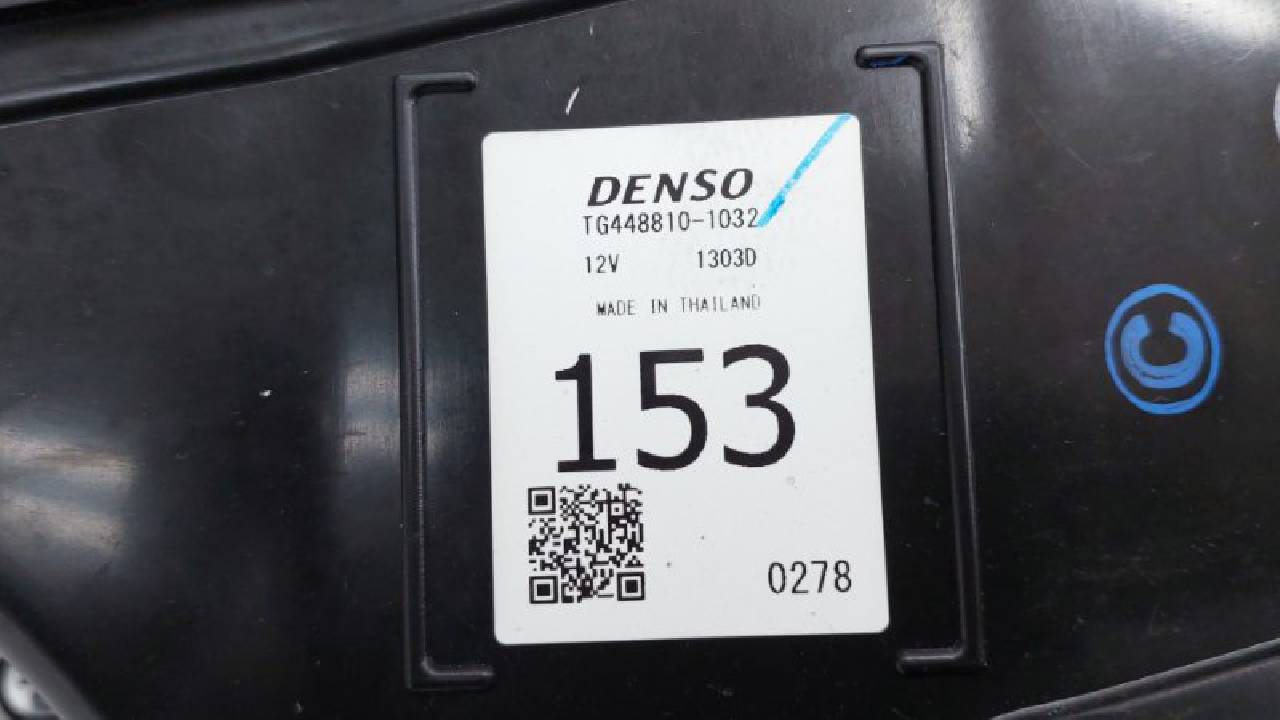 DENSO
TG448810-1032
12V 1303D
MADE IN THAILAND
153
0278
C